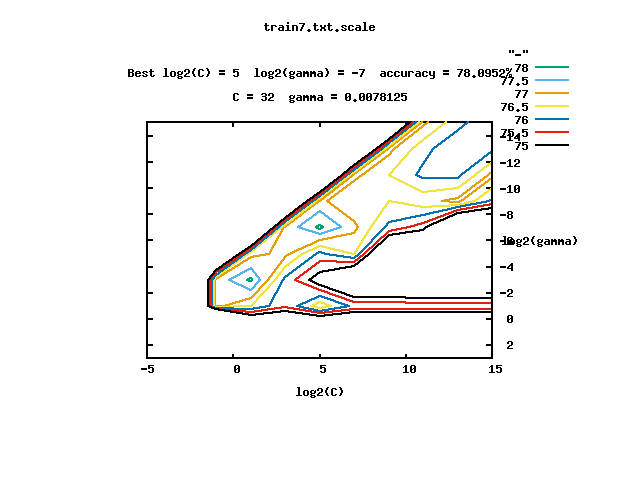 train7.txt.scale
"-"
Best log2(C) = 5  log2(gamma) = -7  accuracy = 78.0952%
78
77.5
C = 32  gamma = 0.0078125
77
76.5
76
75.5
-14
75
-12
-10
-8
-6
log2(gamma)
-4
-2
0
2
-5 0 5 10 15
log2(C)